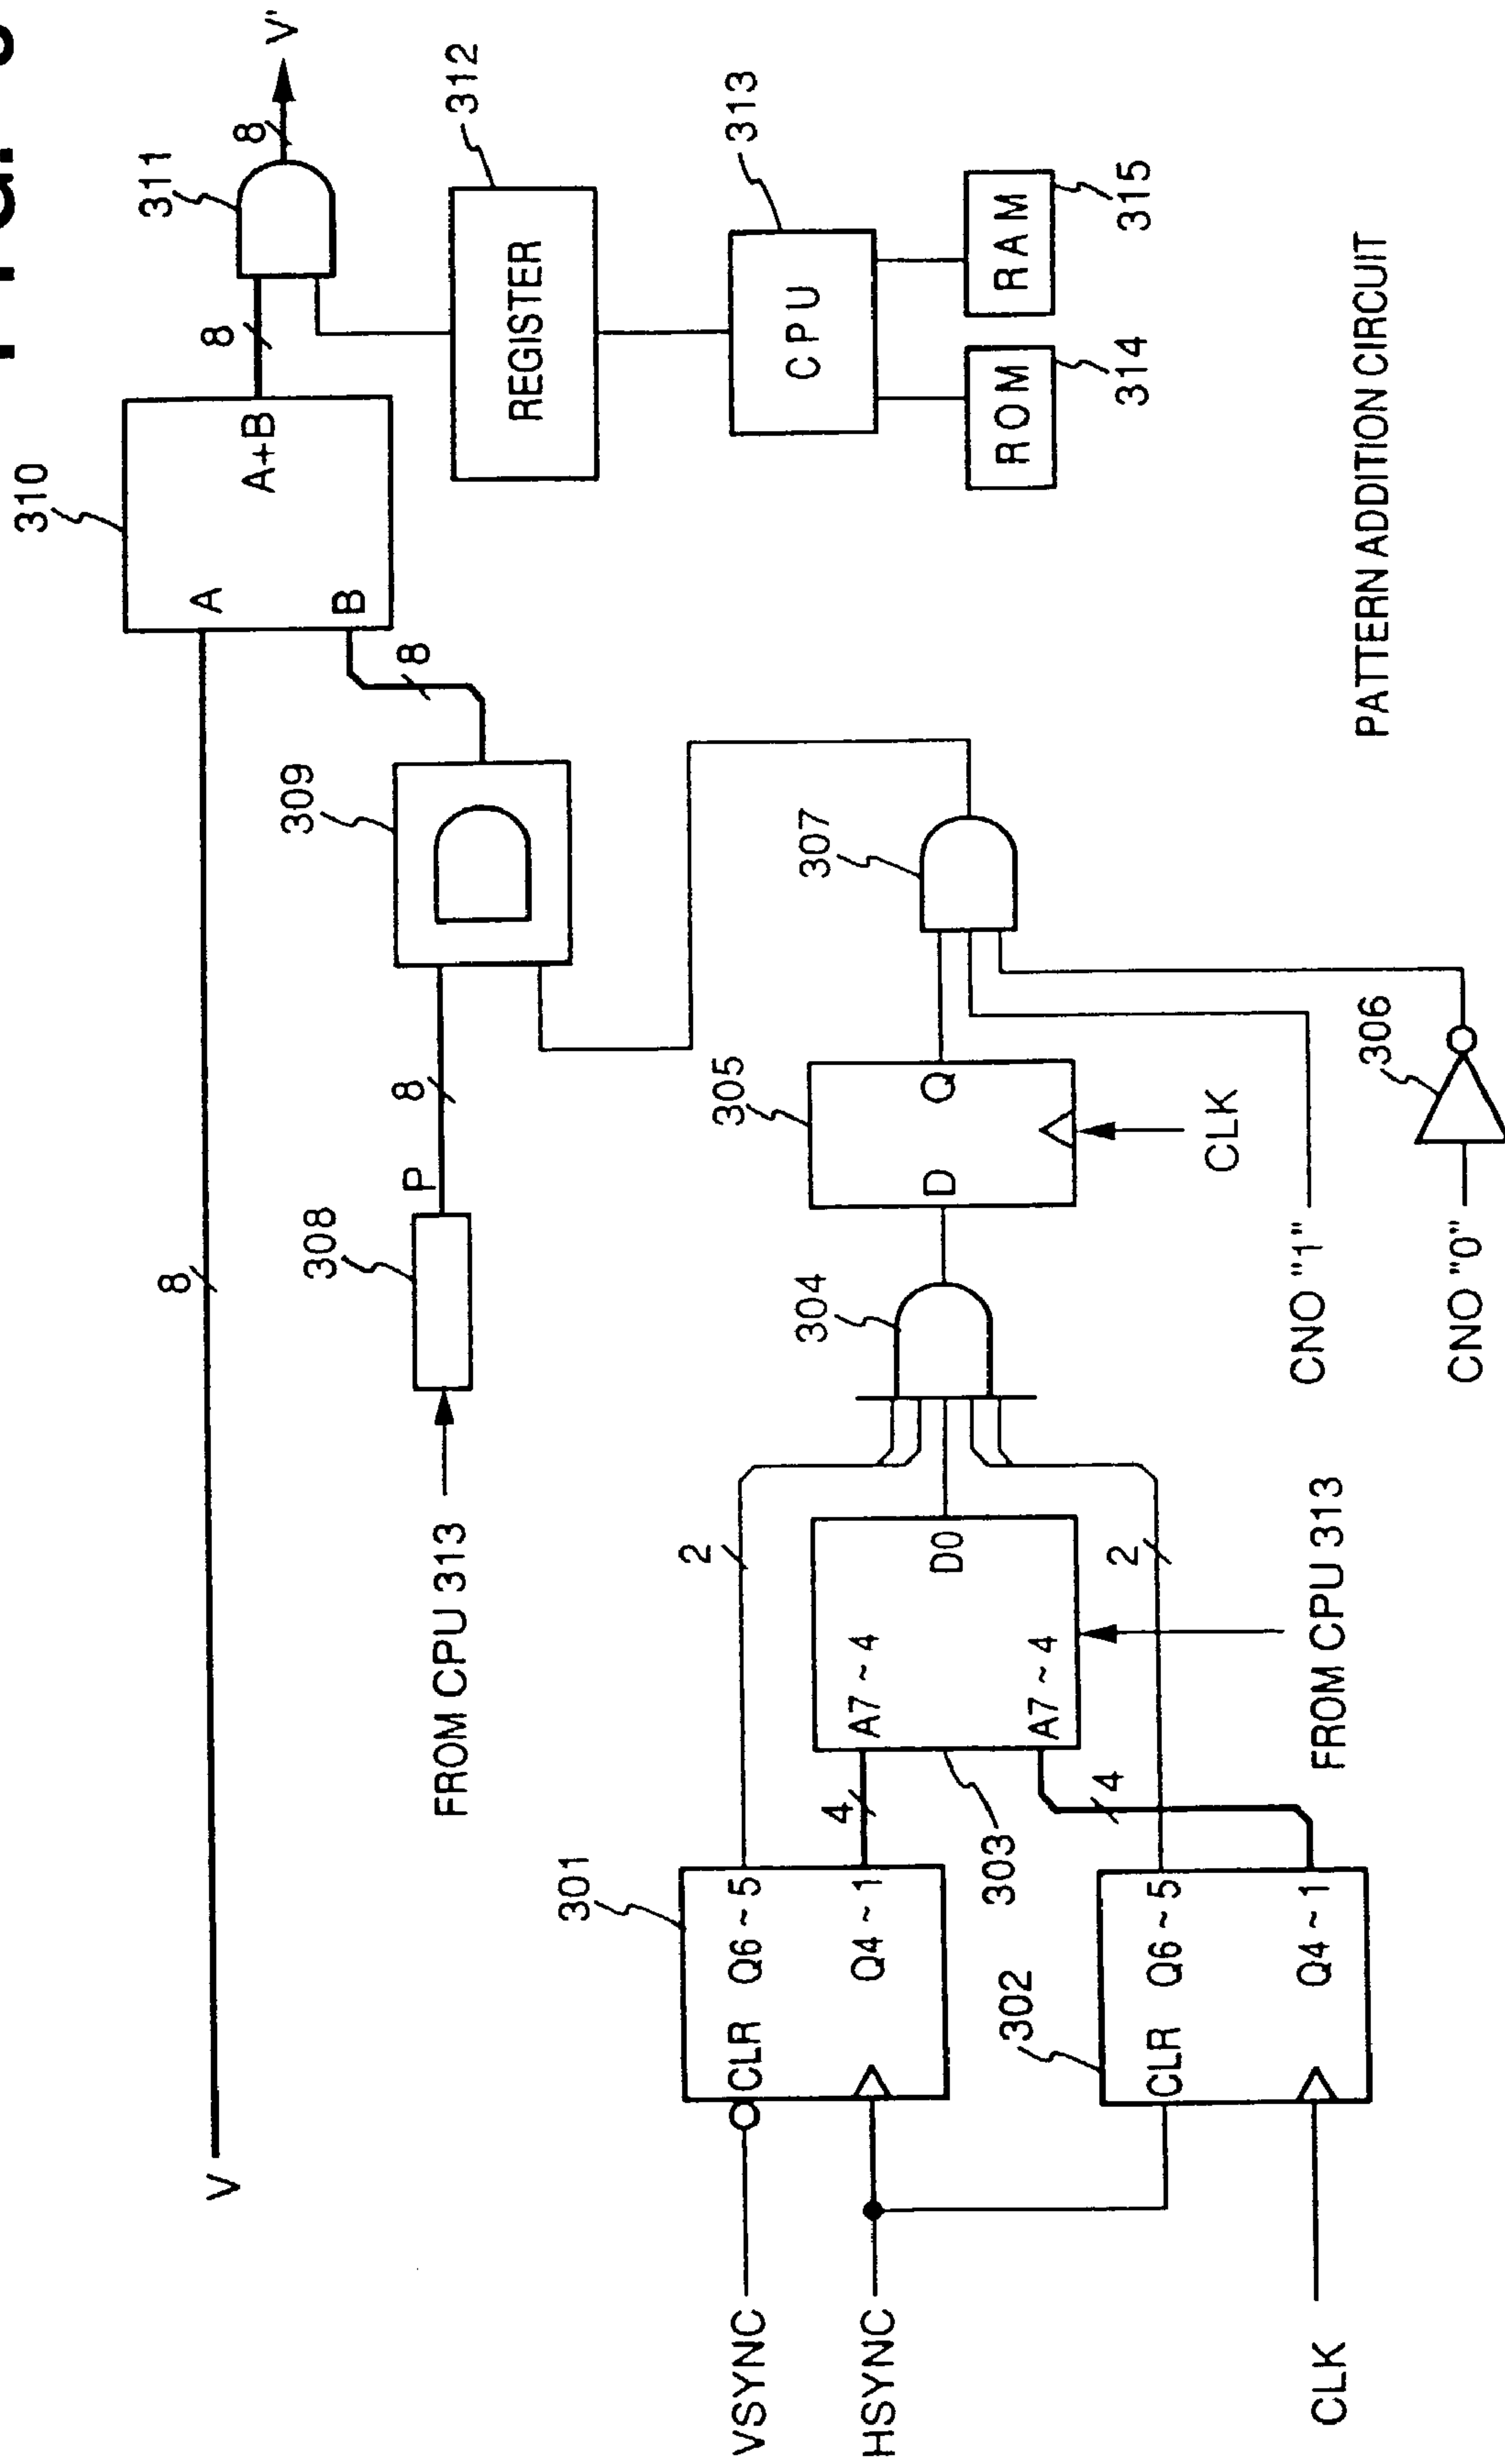 V
8
310
A
A+B
B
8
311
8
V'
312
REGISTER
313
CPU
ROM
314
RAM
315
FROM CPU 313
308
P
8
309
8
VSYNC
HSYNC
CLK
301
CLR Q6 ~ 5
Q4 ~ 1
302
CLR Q6 ~ 5
Q4 ~ 1
2
4
4
2
303
A7 ~ 4
A7 ~ 4
D0
FROM CPU 313
304
305
D
Q
CLK
307
CNO "1"
CNO "0"
306
PATTERN ADDITION CIRCUIT